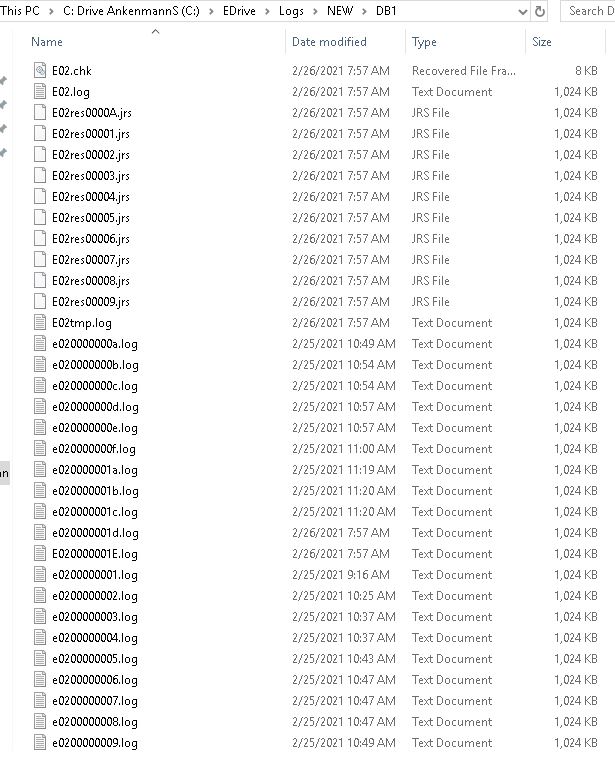 This PC > C: Drive AnkenmannS (C:) > EDrive > Logs > NEW > DB1 Search D
Name Date modified Type Size
E02.chk 2/26/2021 7:57 AM Recovered File Fra... 8 KB
E02.log 2/26/2021 7:57 AM Text Document 1,024 KB
E02res0000A.jrs 2/26/2021 7:57 AM JRS File 1,024 KB
E02res00001.jrs 2/26/2021 7:57 AM JRS File 1,024 KB
E02res00002.jrs 2/26/2021 7:57 AM JRS File 1,024 KB
E02res00003.jrs 2/26/2021 7:57 AM JRS File 1,024 KB
E02res00004.jrs 2/26/2021 7:57 AM JRS File 1,024 KB
E02res00005.jrs 2/26/2021 7:57 AM JRS File 1,024 KB
E02res00006.jrs 2/26/2021 7:57 AM JRS File 1,024 KB
E02res00007.jrs 2/26/2021 7:57 AM JRS File 1,024 KB
E02res00008.jrs 2/26/2021 7:57 AM JRS File 1,024 KB
E02res00009.jrs 2/26/2021 7:57 AM JRS File 1,024 KB
E02tmp.log 2/26/2021 7:57 AM Text Document 1,024 KB
e020000000a.log 2/25/2021 10:49 AM Text Document 1,024 KB
e020000000b.log 2/25/2021 10:54 AM Text Document 1,024 KB
e020000000c.log 2/25/2021 10:54 AM Text Document 1,024 KB
e020000000d.log 2/25/2021 10:57 AM Text Document 1,024 KB
e020000000e.log 2/25/2021 10:57 AM Text Document 1,024 KB
e020000000f.log 2/25/2021 11:00 AM Text Document 1,024 KB
e020000001a.log 2/25/2021 11:19 AM Text Document 1,024 KB
e020000001b.log 2/25/2021 11:20 AM Text Document 1,024 KB
e020000001c.log 2/25/2021 11:20 AM Text Document 1,024 KB
e020000001d.log 2/26/2021 7:57 AM Text Document 1,024 KB
E020000001E.log 2/26/2021 7:57 AM Text Document 1,024 KB
e0200000001.log 2/25/2021 9:16 AM Text Document 1,024 KB
e0200000002.log 2/25/2021 10:25 AM Text Document 1,024 KB
e0200000003.log 2/25/2021 10:37 AM Text Document 1,024 KB
e0200000004.log 2/25/2021 10:37 AM Text Document 1,024 KB
e0200000005.log 2/25/2021 10:43 AM Text Document 1,024 KB
e0200000006.log 2/25/2021 10:47 AM Text Document 1,024 KB
e0200000007.log 2/25/2021 10:47 AM Text Document 1,024 KB
e0200000008.log 2/25/2021 10:47 AM Text Document 1,024 KB
e0200000009.log 2/25/2021 10:49 AM Text Document 1,024 KB